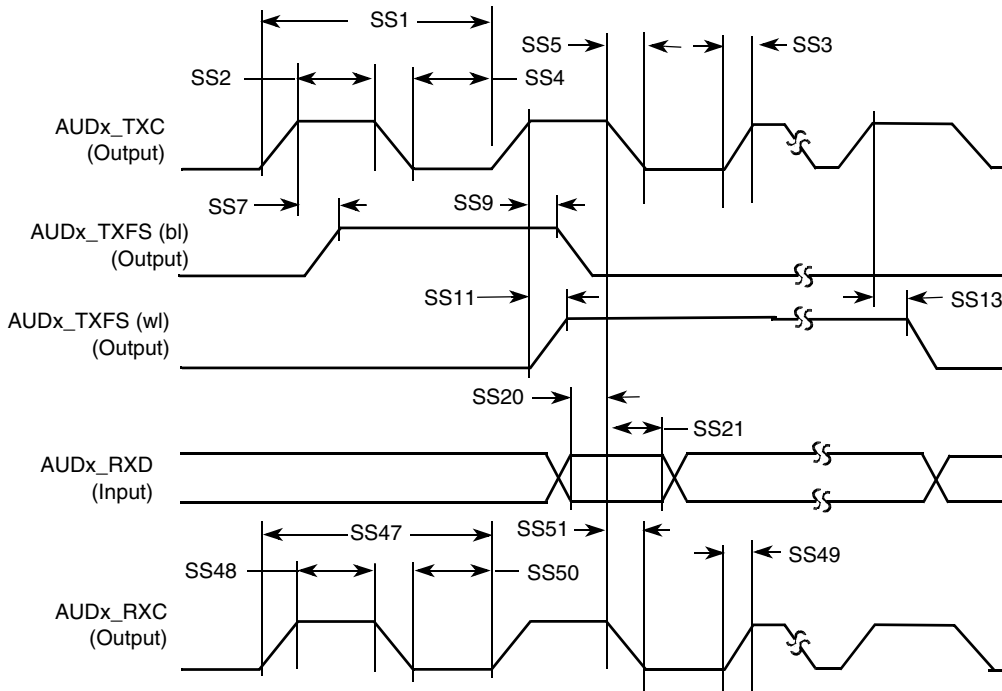 SS1
SS5
SS3
SS2
SS4
AUDx_TXC
(Output)
SS7
SS9
AUDx_TXFS (bl)
(Output)
SS11
SS13
AUDx_TXFS (wl)
(Output)
SS20
SS21
AUDx_RXD
(Input)
SS47
SS51
SS49
SS48
SS50
AUDx_RXC
(Output)